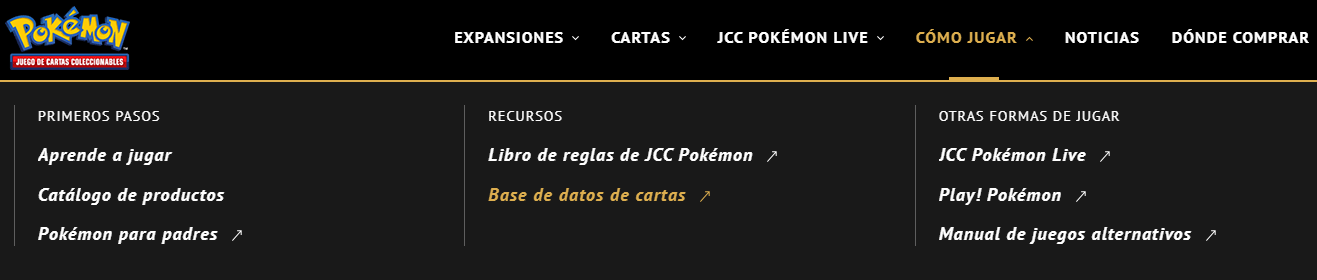 POKÉMON
JUEGO DE CARTAS COLECCIONABLES
EXPANSIONES
CARTAS
JCC POKÉMON LIVE
CÓMO JUGAR
NOTICIAS
DÓNDE COMPRAR
PRIMEROS PASOS
Aprende a jugar
Catálogo de productos
Pokémon para padres
RECURSOS
Libro de reglas de JCC Pokémon
Base de datos de cartas
OTRAS FORMAS DE JUGAR
JCC Pokémon Live
Play! Pokémon
Manual de juegos alternativos